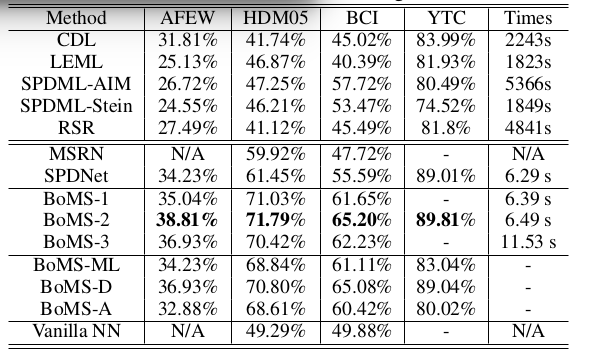 Method AFEW HDM05 BCI YTC Times
CDL 31.81% 41.74% 45.02% 83.99% 2243s
LEML 25.13% 46.87% 40.39% 81.93% 1823s
SPDML-AIM 26.72% 47.25% 57.72% 80.49% 5366s
SPDML-Stein 24.55% 46.21% 53.47% 74.52% 1849s
RSR 27.49% 41.12% 45.49% 81.8% 4841s
MSRN N/A 59.92% 47.72% - N/A
SPDNet 34.23% 61.45% 55.59% 89.01% 6.29 s
BoMS-1 35.04% 71.03% 61.65% - 6.39 s
BoMS-2 38.81% 71.79% 65.20% 89.81% 6.49 s
BoMS-3 36.93% 70.42% 62.23% - 11.53 s
BoMS-ML 34.23% 68.84% 61.11% 83.04% -
BoMS-D 36.93% 70.80% 65.08% 89.04% -
BoMS-A 32.88% 68.61% 60.42% 80.02% -
Vanilla NN N/A 49.29% 49.88% - N/A